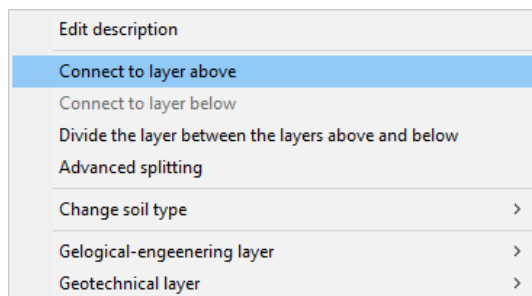 Edit description
Connect to layer above
Connect to layer below
Divide the layer between the layers above and below
Advanced splitting
Change soil type
Gelogical-engeenering layer
Geotechnical layer